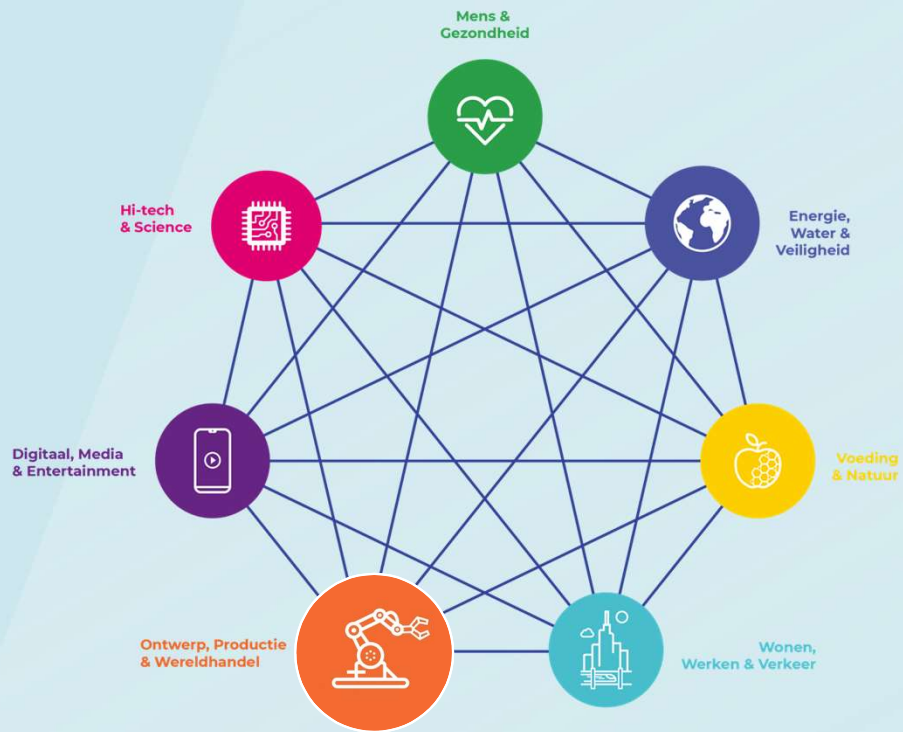 Mens &
Gezondheid
Hi-tech
& Science
Energie,
Water &
Veiligheid
Digitaal, Media
& Entertainment
Voeding
& Natuur
Ontwerp, Productie
& Wereldhandel
Wonen,
Werken & Verkeer